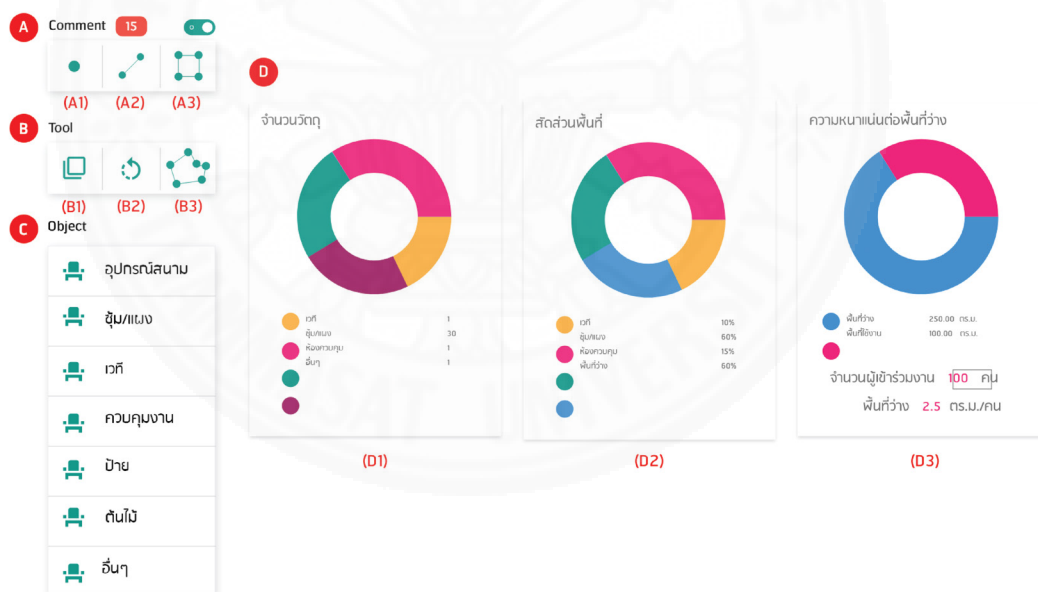 A Comment 15
(A1) (A2) (A3)
B Tool
(B1) (B2) (B3)
C Object
อุปกรณ์สนาม
ซุ้ม/แผง
เวที
ควบคุมงาน
ป้าย
ต้นไม้
อื่นๆ
D
จำนวนวัตถุ
เวที 1
ซุ้ม/แผง 30
ห้องควบคุม 1
อื่นๆ 1
(D1)
สัดส่วนพื้นที่
เวที 10%
ซุ้ม/แผง 60%
ห้องควบคุม 15%
พื้นที่ว่าง 60%
(D2)
ความหนาแน่นต่อพื้นที่ว่าง
พื้นที่ว่าง 250.00 ตร.ม.
พื้นที่ใช้งาน 100.00 ตร.ม.
จำนวนผู้เข้าร่วมงาน 100 คน
พื้นที่ว่าง 2.5 ตร.ม./คน
(D3)